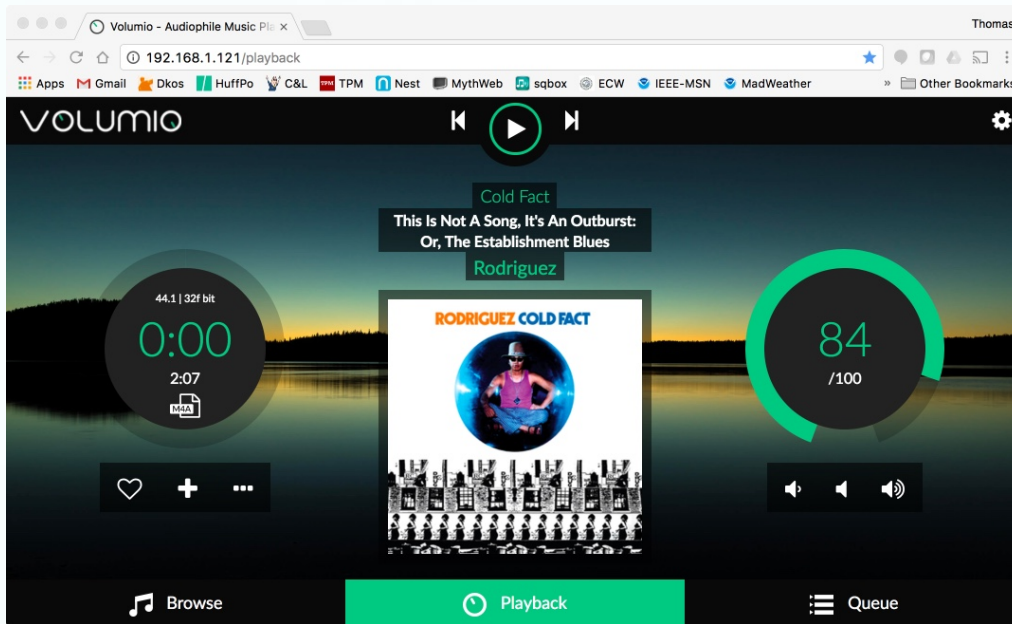 Volumio - Audiophile Music Pla
Thomas
192.168.1.121/playback
Apps Gmail Dkos HuffPo C&L TPM TPM Nest MythWeb sqbox ECW IEEE-MSN MadWeather » Other Bookmarks
VOLUMIO
Cold Fact
This Is Not A Song, It's An Outburst:
Or, The Establishment Blues
Rodriguez
44.1 | 32f bit
0:00
2:07
M4A
RODRIGUEZ COLD FACT
84
/100
Browse
Playback
Queue